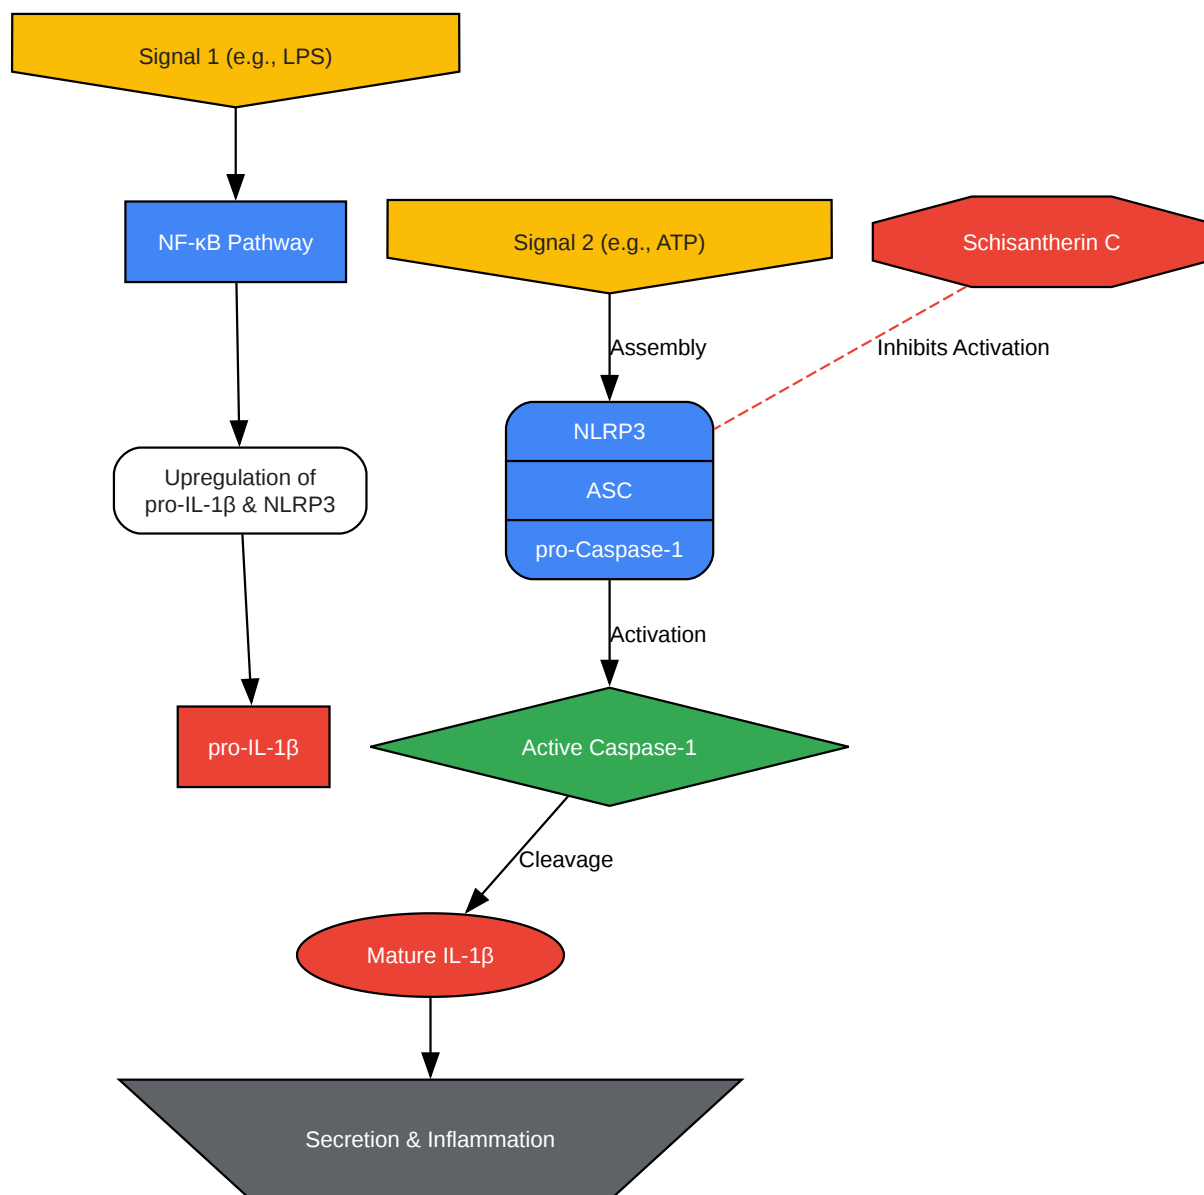 Signal 1 (e.g., LPS)
NF-κB Pathway
Signal 2 (e.g., ATP)
Schisantherin C
Assembly
Inhibits Activation
NLRP3
ASC
pro-Caspase-1
Upregulation of
pro-IL-1β & NLRP3
Activation
pro-IL-1β
Active Caspase-1
Cleavage
Mature IL-1β
Secretion & Inflammation